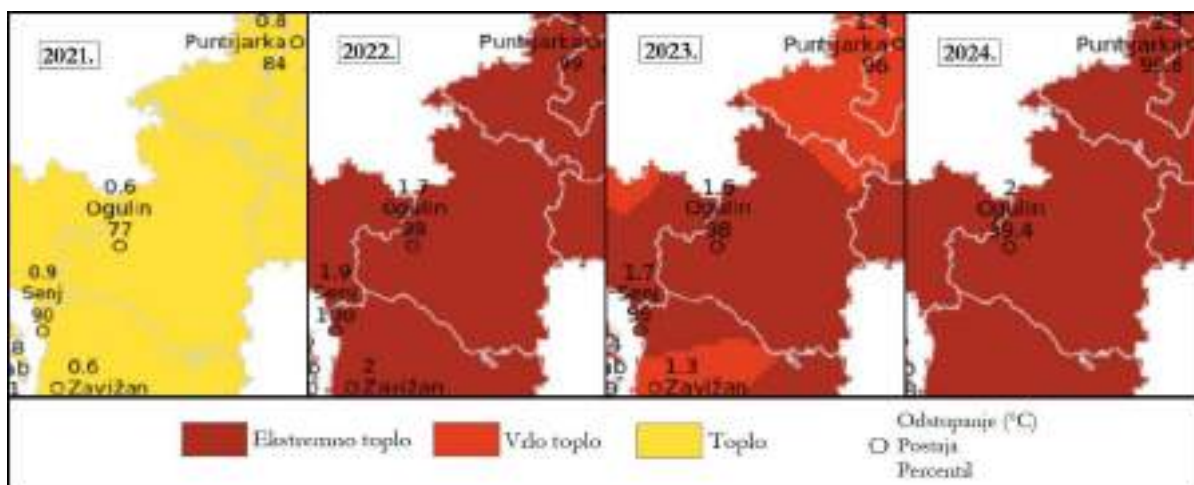 0.8
Puntijarka
84
2021.
0.6
Ogulin
77
0.9
Senj
90
0.6
Zavižan
2022.
Puntijarka
99
1.7
Ogulin
99
1.9
Senj
100
2
Zavižan
2023.
1.4
Puntijarka
96
1.6
Ogulin
98
1.7
Senj
1.3
Zavižan
2024.
Puntijarka
2
Ogulin
99.4
Ekstremno toplo
Vrlo toplo
Toplo
Odstupanje (°C)
Postaja
Percentil